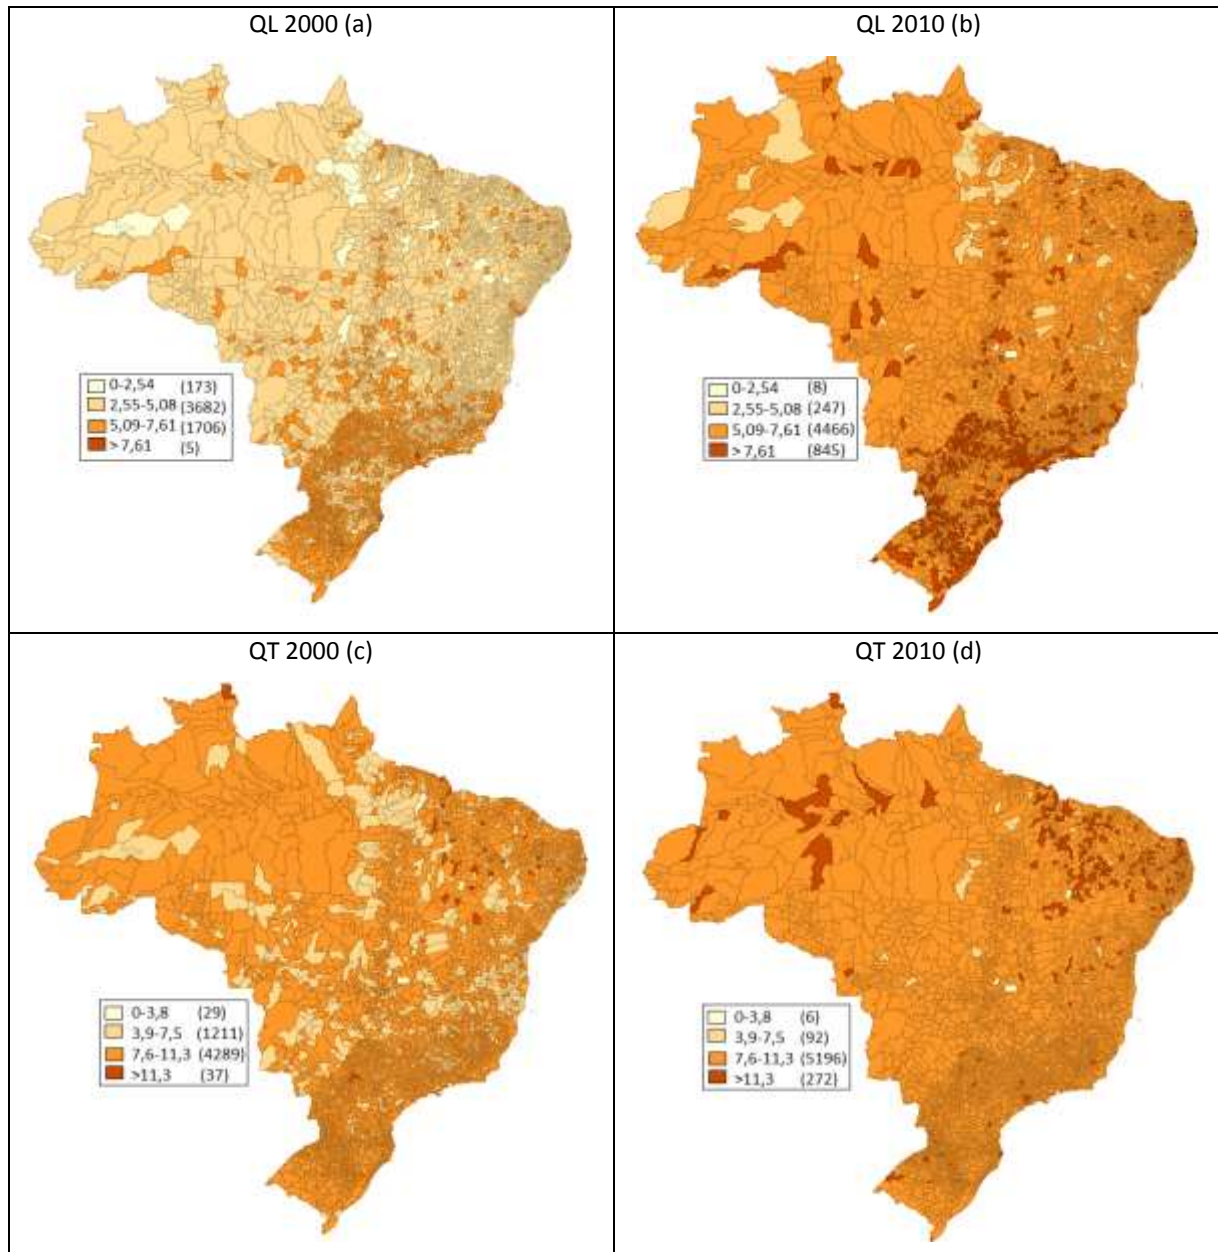 QL 2000 (a)
QL 2010 (b)
0-2,54 (173)
2,55-5,08 (3682)
5,09-7,61 (1706)
> 7,61 (5)
0-2,54 (8)
2,55-5,08 (247)
5,09-7,61 (4466)
> 7,61 (845)
QT 2000 (c)
QT 2010 (d)
0-3,8 (29)
3,9-7,5 (1211)
7,6-11,3 (4289)
>11,3 (37)
0-3,8 (6)
3,9-7,5 (92)
7,6-11,3 (5196)
>11,3 (272)